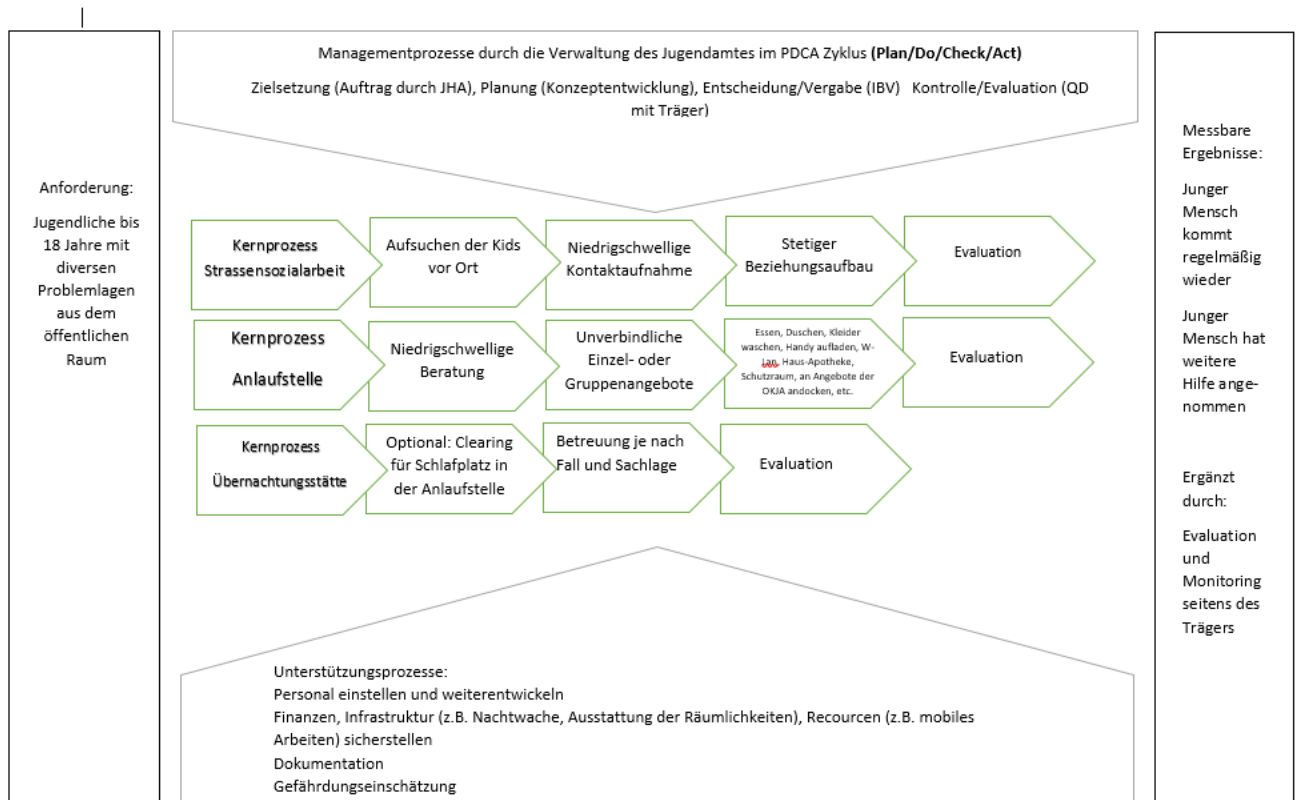 Managementprozesse durch die Verwaltung des Jugendamtes im PDCA Zyklus (Plan/Do/Check/Act)
Zielsetzung (Auftrag durch JHA), Planung (Konzeptentwicklung), Entscheidung/Vergabe (IBV) Kontrolle/Evaluation (QD
mit Träger)
Anforderung:
Jugendliche bis
18 Jahre mit
diversen
Problemlagen
aus dem
öffentlichen
Raum
Kernprozess
Strassensozialarbeit
Aufsuchen der Kids
vor Ort
Niedrigschwellige
Kontaktaufnahme
Stetiger
Beziehungsaufbau
Evaluation
Kernprozess
Anlaufstelle
Niedrigschwellige
Beratung
Unverbindliche
Einzel- oder
Gruppenangebote
Essen, Duschen, Kleider
waschen, Handy aufladen, W-
Lan, Haus-Apotheke,
Schutzraum, an Angebote der
OKJA andocken, etc.
Evaluation
Kernprozess
Übernachtungsstätte
Optional: Clearing
für Schlafplatz in
der Anlaufstelle
Betreuung je nach
Fall und Sachlage
Evaluation
Unterstützungsprozesse:
Personal einstellen und weiterentwickeln
Finanzen, Infrastruktur (z.B. Nachtwache, Ausstattung der Räumlichkeiten), Recourcen (z.B. mobiles
Arbeiten) sicherstellen
Dokumentation
Gefährdungseinschätzung
Messbare
Ergebnisse:
Junger
Mensch
kommt
regelmäßig
wieder
Junger
Mensch hat
weitere
Hilfe ange-
nommen
Ergänzt
durch:
Evaluation
und
Monitoring
seitens des
Trägers